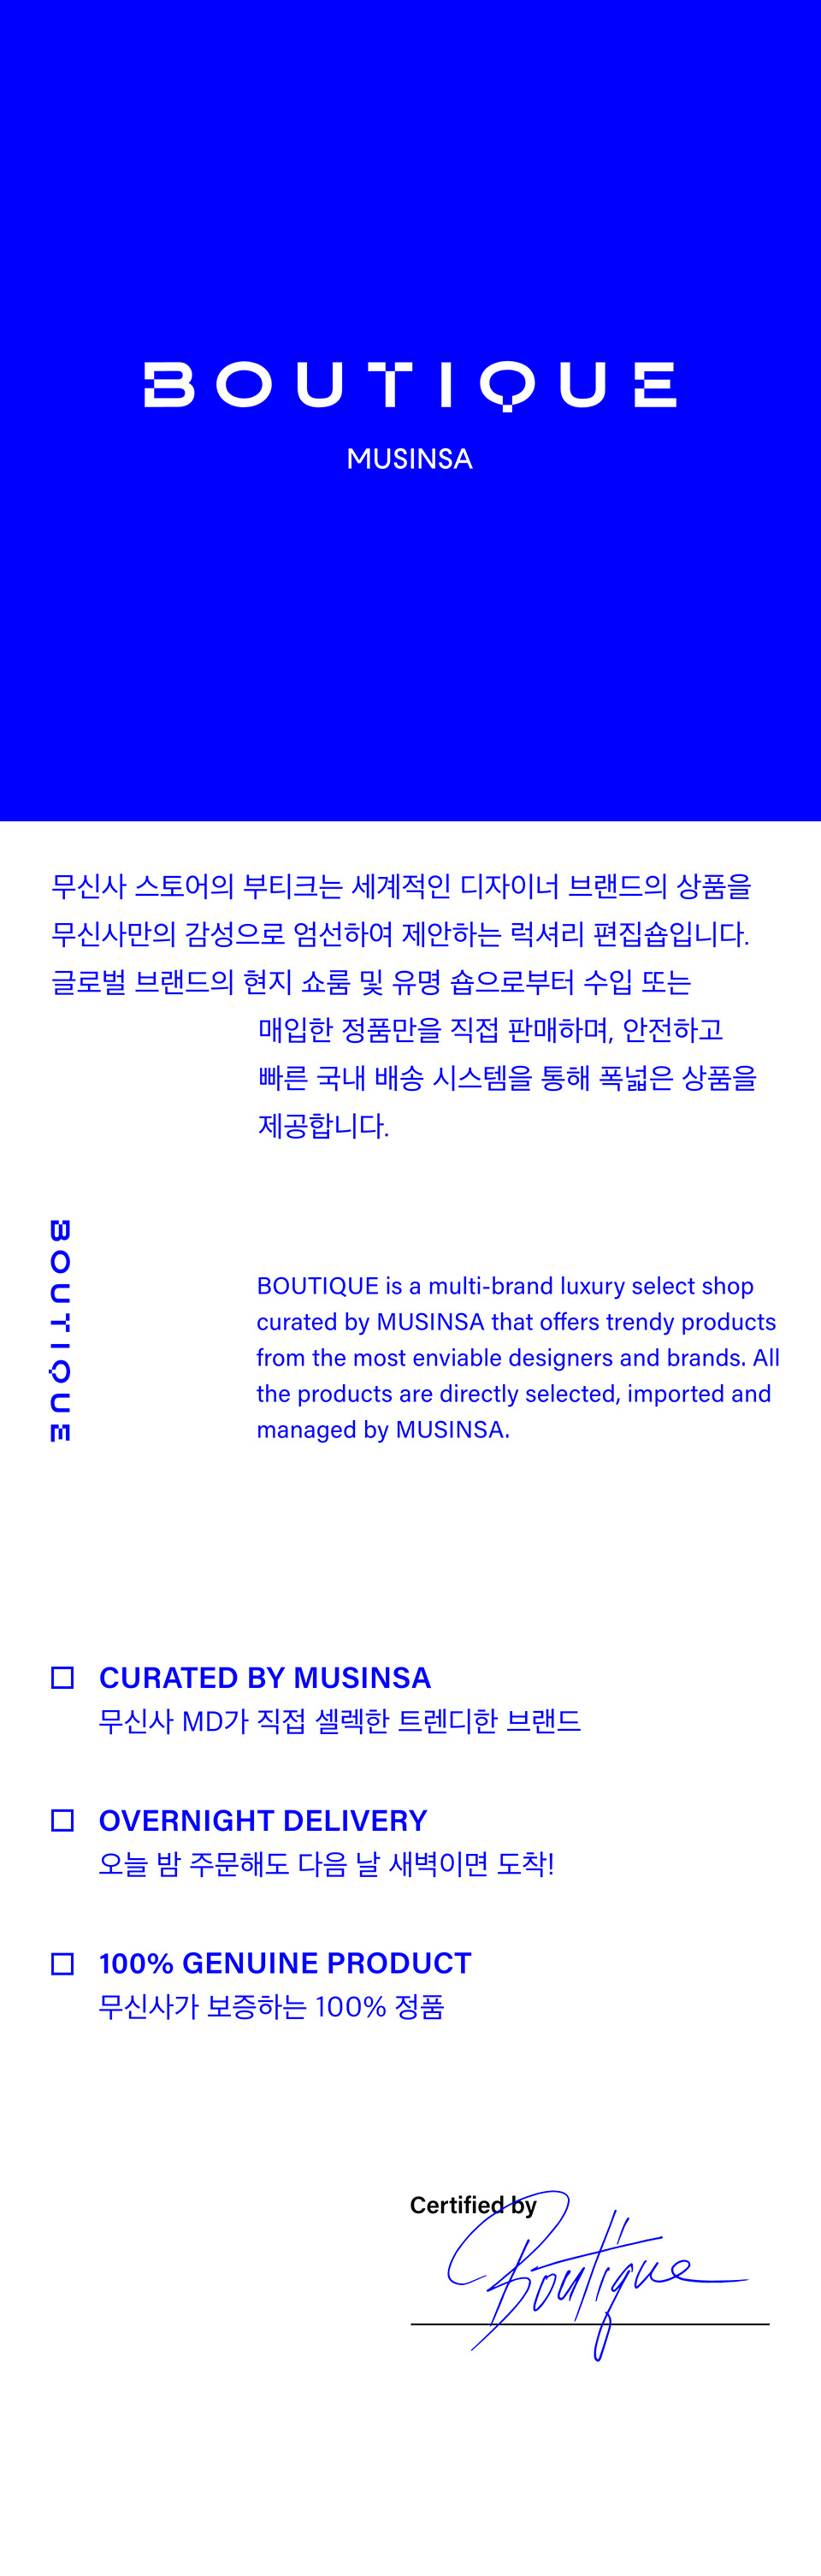 BOUTIQUE
MUSINSA
무신사 스토어의 부티크는 세계적인 디자이너 브랜드의 상품을
무신사만의 감성으로 엄선하여 제안하는 럭셔리 편집숍입니다.
글로벌 브랜드의 현지 쇼룸 및 유명 숍으로부터 수입 또는
매입한 정품만을 직접 판매하며, 안전하고
빠른 국내 배송 시스템을 통해 폭넓은 상품을
제공합니다.
BOUTIQUE
BOUTIQUE is a multi-brand luxury select shop
curated by MUSINSA that offers trendy products
from the most enviable designers and brands. All
the products are directly selected, imported and
managed by MUSINSA.
CURATED BY MUSINSA
무신사 MD가 직접 셀렉한 트렌디한 브랜드
OVERNIGHT DELIVERY
오늘 밤 주문해도 다음 날 새벽이면 도착!
100% GENUINE PRODUCT
무신사가 보증하는 100% 정품
Certified by
Boutique